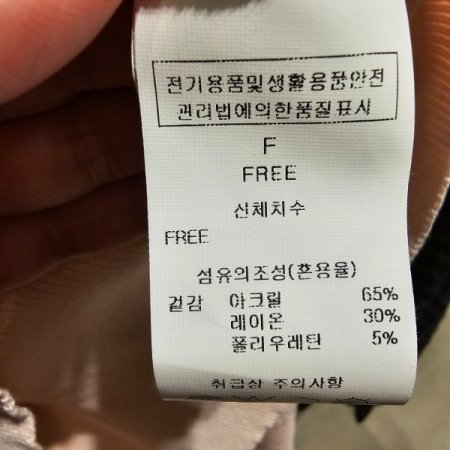 전기용품및생활용품안전
관리법에의한품질표시
F
FREE
신체치수
FREE
섬유의조성(혼용율)
겉감 아크릴 65%
레이온 30%
폴리우레탄 5%
취급상 주의사항